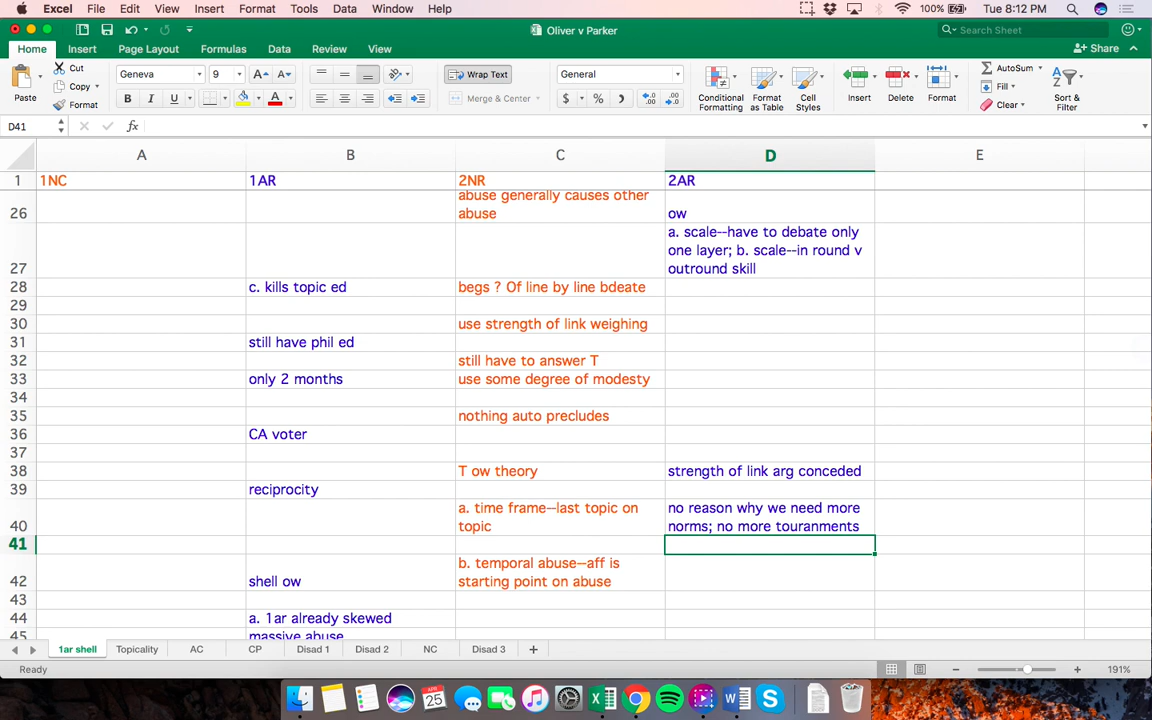 Excel File Edit View Insert Format Tools Data Window Help 100% Tue 8:12 PM
Oliver v Parker
Search Sheet
Home Insert Page Layout Formulas Data Review View
Share
Paste
Cut
Copy
Format
Geneva 9 A A
B I U A
Wrap Text
Merge & Center
General
$ %
Conditional Formatting
Format as Table
Cell Styles
Insert
Delete
Format
AutoSum
Fill
Clear
Sort & Filter
D41 fx
A B C D E
1 1NC 1AR 2NR 2AR
abuse generally causes other
26 abuse ow
a. scale--have to debate only
one layer; b. scale--in round v
27 outround skill
28 c. kills topic ed begs ? Of line by line bdeate
29
30 use strength of link weighing
31 still have phil ed
32 still have to answer T
33 only 2 months use some degree of modesty
34
35 nothing auto precludes
36 CA voter
37
38 T ow theory strength of link arg conceded
39 reciprocity
a. time frame--last topic on no reason why we need more
40 topic norms; no more touranments
41
b. temporal abuse--aff is
42 shell ow starting point on abuse
43
44 a. 1ar already skewed
45 massive abuse
1ar shell Topicality AC CP Disad 1 Disad 2 NC Disad 3
Ready 191%
APR
25